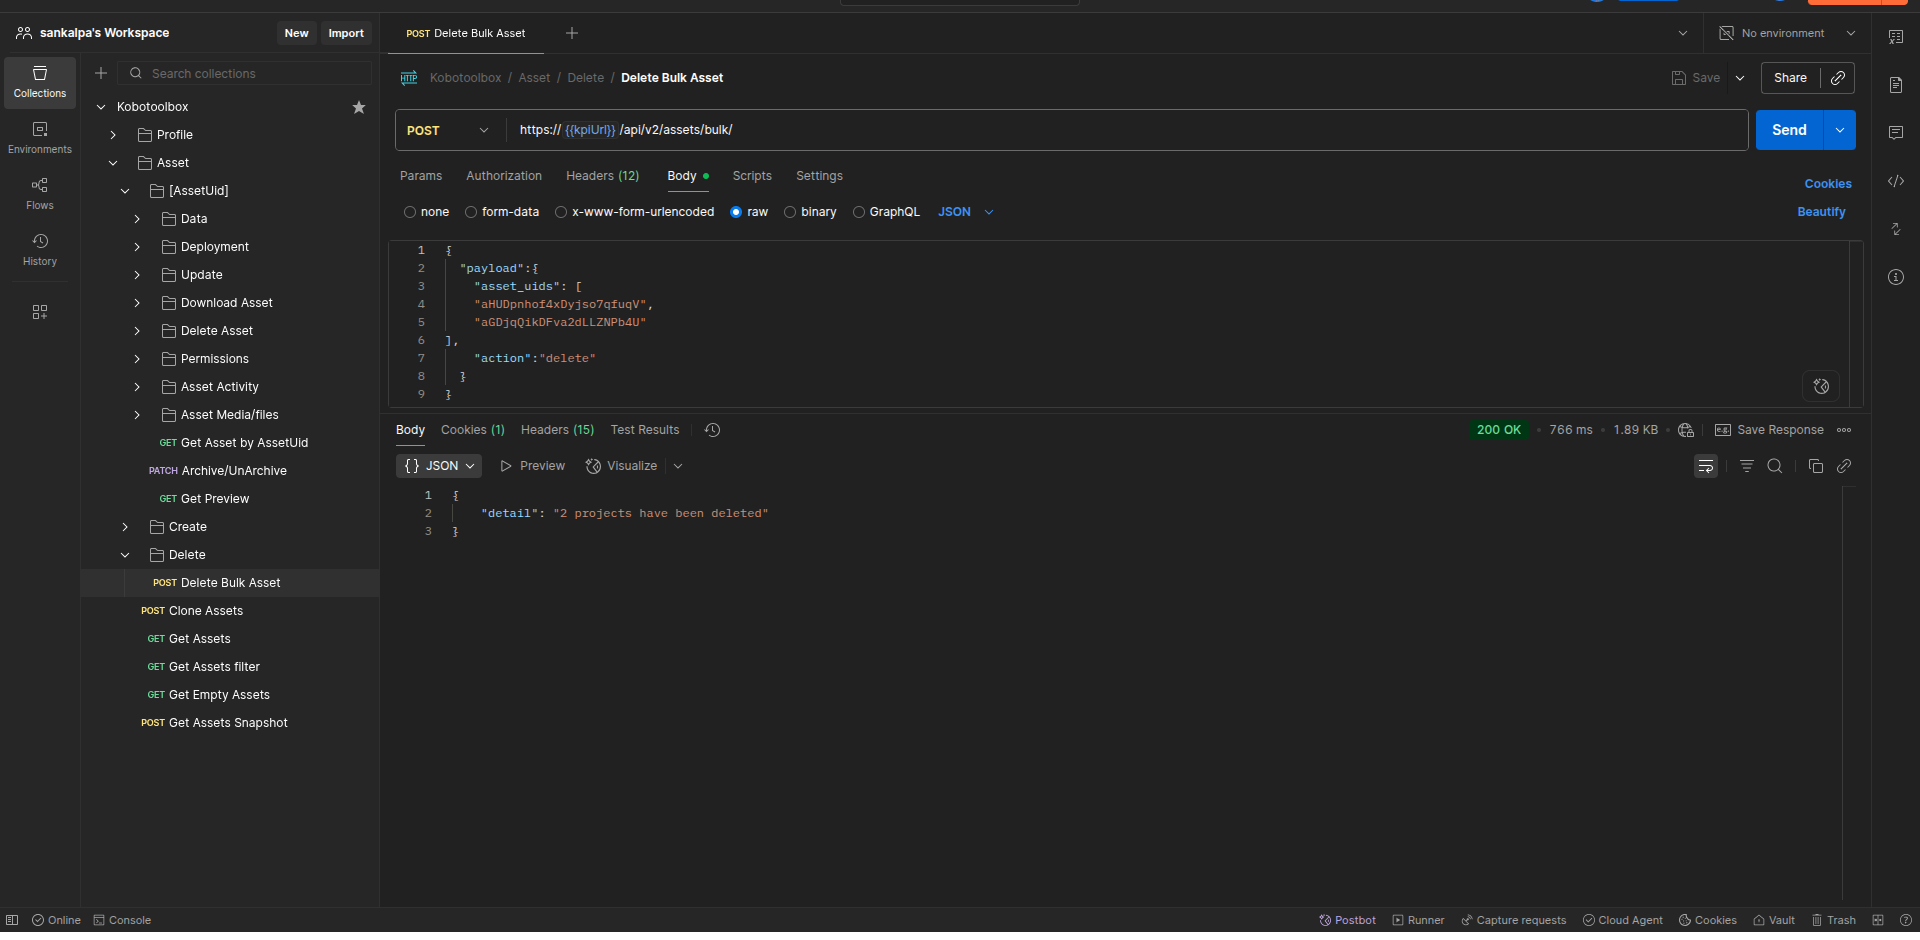 sankalpa's Workspace
New
Import
POST Delete Bulk Asset
No environment
Collections
Environments
Flows
History
Search collections
Kobotoolbox
Profile
Asset
[AssetUid]
Data
Deployment
Update
Download Asset
Delete Asset
Permissions
Asset Activity
Asset Media/files
GET Get Asset by AssetUid
PATCH Archive/UnArchive
GET Get Preview
Create
Delete
POST Delete Bulk Asset
POST Clone Assets
GET Get Assets
GET Get Assets filter
GET Get Empty Assets
POST Get Assets Snapshot
HTTP Kobotoolbox / Asset / Delete / Delete Bulk Asset
Save
Share
POST
https:// {{kpiUrl}} /api/v2/assets/bulk/
Send
Params Authorization Headers (12) Body Scripts Settings
Cookies
none form-data x-www-form-urlencoded raw binary GraphQL JSON
Beautify
1 {
2 "payload":{
3 "asset_uids": [
4 "aHUDpnhof4xDyjso7qfuqV",
5 "aGDjqQikDFva2dLLZNPb4U"
6 ],
7 "action":"delete"
8 }
9 }
Body Cookies (1) Headers (15) Test Results
200 OK • 766 ms • 1.89 KB • e.g. Save Response
{} JSON Preview Visualize
1 {
2 "detail": "2 projects have been deleted"
3 }
Online Console
Postbot Runner Capture requests Cloud Agent Cookies Vault Trash